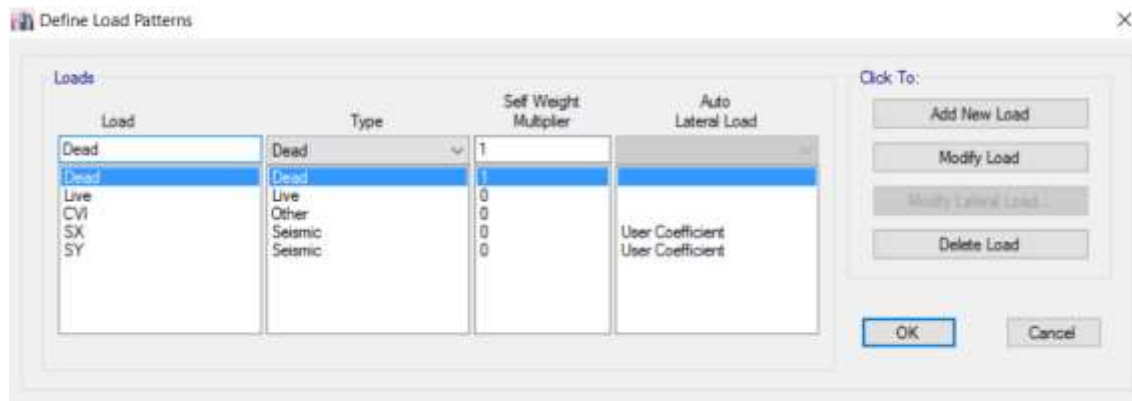 Define Load Patterns
Loads
Load Type Self Weight Multiplier Auto Lateral Load
Dead Dead 1
Dead Dead 1
Live Live 0
CVI Other 0
SX Seismic 0 User Coefficient
SY Seismic 0 User Coefficient
Click To:
Add New Load
Modify Load
Modify Lateral Load...
Delete Load
OK
Cancel